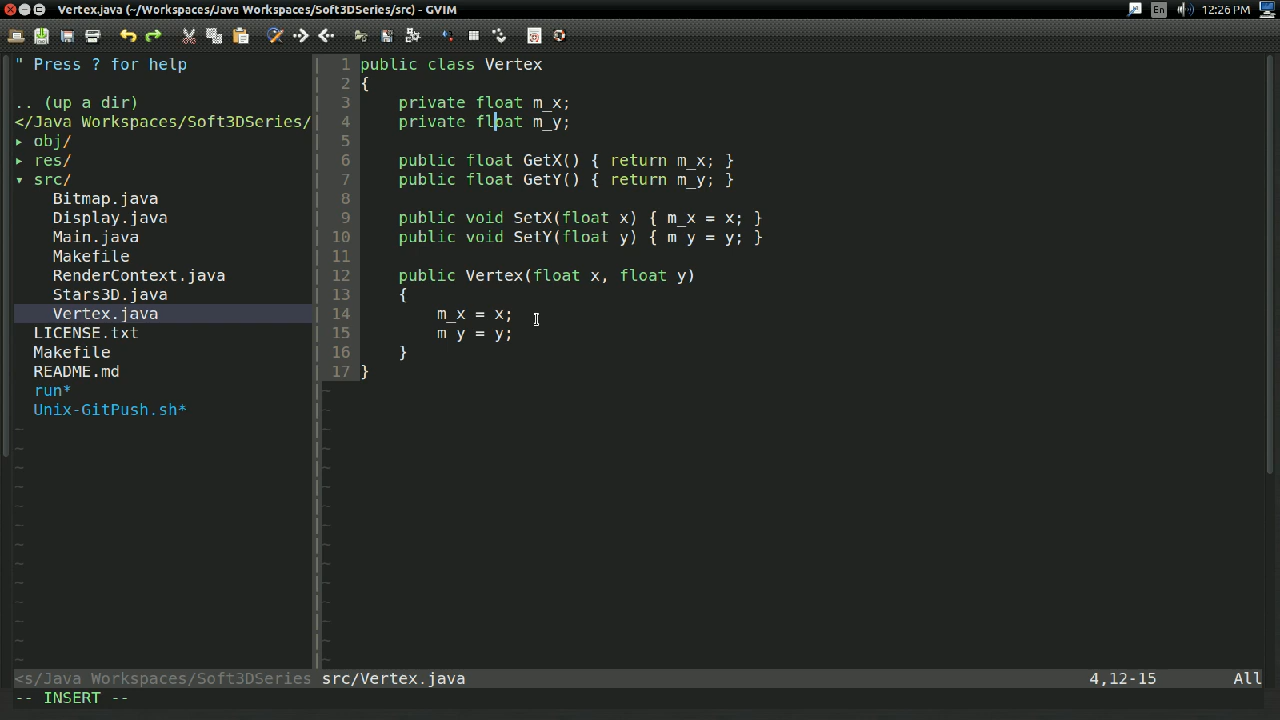 Vertex.java (~/Workspaces/Java Workspaces/Soft3DSeries/src) - GVIM
En
12:26 PM
" Press ? for help
.. (up a dir)
</Java Workspaces/Soft3DSeries/
▸ obj/
▸ res/
▾ src/
Bitmap.java
Display.java
Main.java
Makefile
RenderContext.java
Stars3D.java
Vertex.java
LICENSE.txt
Makefile
README.md
run*
Unix-GitPush.sh*
1 public class Vertex
2 {
3 private float m_x;
4 private float m_y;
5
6 public float GetX() { return m_x; }
7 public float GetY() { return m_y; }
8
9 public void SetX(float x) { m_x = x; }
10 public void SetY(float y) { m_y = y; }
11
12 public Vertex(float x, float y)
13 {
14 m_x = x;
15 m_y = y;
16 }
17 }
<s/Java Workspaces/Soft3DSeries src/Vertex.java 4,12-15 All
-- INSERT --